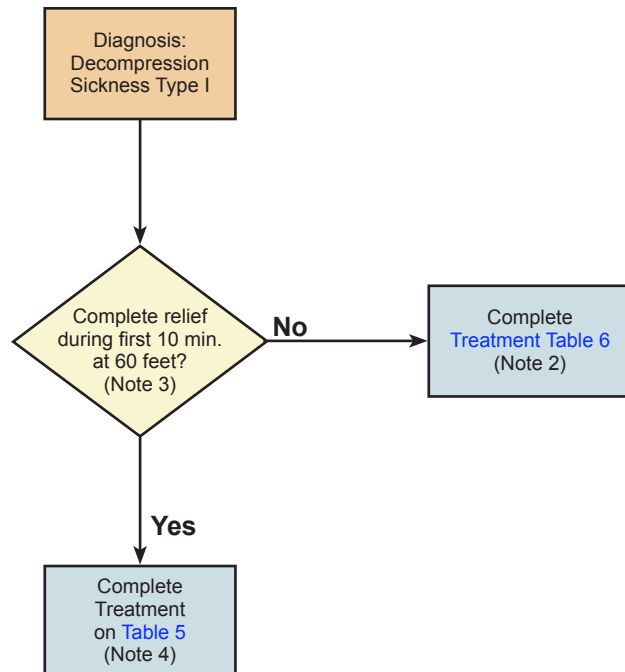 Diagnosis:
Decompression
Sickness Type I
Complete relief
during first 10 min.
at 60 feet?
(Note 3)
No
Complete
Treatment Table 6
(Note 2)
Yes
Complete
Treatment
on Table 5
(Note 4)